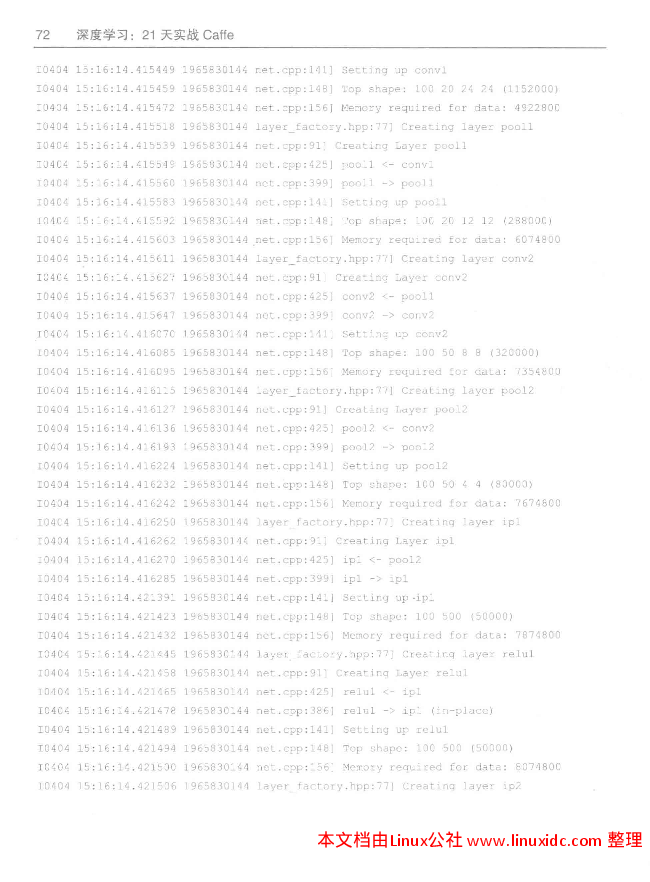 72 深度学习：21 天实战 Caffe
I0404 15:16:14.415449 1965830144 net.cpp:141] Setting up conv1
I0404 15:16:14.415459 1965830144 net.cpp:148] Top shape: 100 20 24 24 (1152000)
I0404 15:16:14.415472 1965830144 net.cpp:156] Memory required for data: 4922800
I0404 15:16:14.415518 1965830144 layer_factory.hpp:77] Creating layer pool1
I0404 15:16:14.415539 1965830144 net.cpp:91] Creating Layer pool1
I0404 15:16:14.415549 1965830144 net.cpp:425] pool1 <- conv1
I0404 15:16:14.415560 1965830144 net.cpp:399] pool1 -> pool1
I0404 15:16:14.415583 1965830144 net.cpp:141] Setting up pool1
I0404 15:16:14.415592 1965830144 net.cpp:148] Top shape: 100 20 12 12 (288000)
I0404 15:16:14.415603 1965830144 net.cpp:156] Memory required for data: 6074800
I0404 15:16:14.415611 1965830144 layer_factory.hpp:77] Creating layer conv2
I0404 15:16:14.415627 1965830144 net.cpp:91] Creating Layer conv2
I0404 15:16:14.415637 1965830144 net.cpp:425] conv2 <- pool1
I0404 15:16:14.415647 1965830144 net.cpp:399] conv2 -> conv2
I0404 15:16:14.416070 1965830144 net.cpp:141] Setting up conv2
I0404 15:16:14.416085 1965830144 net.cpp:148] Top shape: 100 50 8 8 (320000)
I0404 15:16:14.416095 1965830144 net.cpp:156] Memory required for data: 7354800
I0404 15:16:14.416115 1965830144 layer_factory.hpp:77] Creating layer pool2
I0404 15:16:14.416127 1965830144 net.cpp:91] Creating Layer pool2
I0404 15:16:14.416136 1965830144 net.cpp:425] pool2 <- conv2
I0404 15:16:14.416193 1965830144 net.cpp:399] pool2 -> pool2
I0404 15:16:14.416224 1965830144 net.cpp:141] Setting up pool2
I0404 15:16:14.416232 1965830144 net.cpp:148] Top shape: 100 50 4 4 (80000)
I0404 15:16:14.416242 1965830144 net.cpp:156] Memory required for data: 7674800
I0404 15:16:14.416250 1965830144 layer_factory.hpp:77] Creating layer ip1
I0404 15:16:14.416262 1965830144 net.cpp:91] Creating Layer ip1
I0404 15:16:14.416270 1965830144 net.cpp:425] ip1 <- pool2
I0404 15:16:14.416285 1965830144 net.cpp:399] ip1 -> ip1
I0404 15:16:14.421391 1965830144 net.cpp:141] Setting up ip1
I0404 15:16:14.421423 1965830144 net.cpp:148] Top shape: 100 500 (50000)
I0404 15:16:14.421432 1965830144 net.cpp:156] Memory required for data: 7874800
I0404 15:16:14.421445 1965830144 layer_factory.hpp:77] Creating layer relu1
I0404 15:16:14.421458 1965830144 net.cpp:91] Creating Layer relu1
I0404 15:16:14.421465 1965830144 net.cpp:425] relu1 <- ip1
I0404 15:16:14.421478 1965830144 net.cpp:386] relu1 -> ip1 (in-place)
I0404 15:16:14.421489 1965830144 net.cpp:141] Setting up relu1
I0404 15:16:14.421494 1965830144 net.cpp:148] Top shape: 100 500 (50000)
I0404 15:16:14.421500 1965830144 net.cpp:156] Memory required for data: 8074800
I0404 15:16:14.421506 1965830144 layer_factory.hpp:77] Creating layer ip2
本文档由Linux公社 www.linuxidc.com 整理